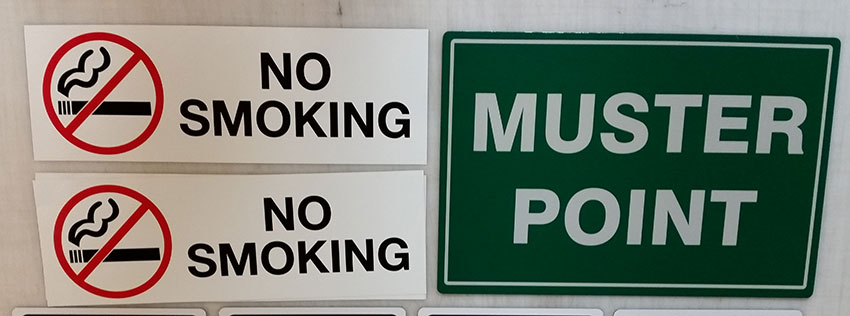 NO
SMOKING
NO
SMOKING
MUSTER
POINT